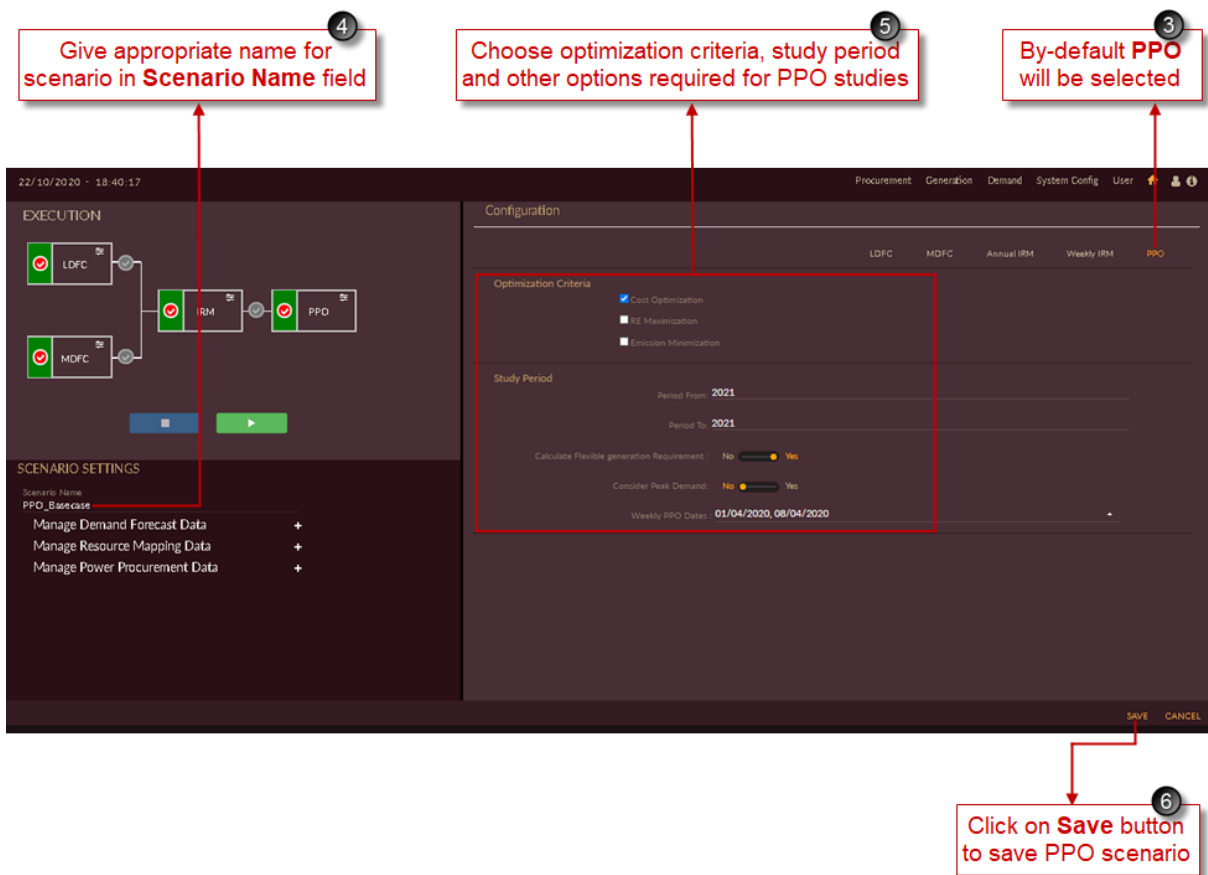 4
Give appropriate name for
scenario in Scenario Name field
5
Choose optimization criteria, study period
and other options required for PPO studies
3
By-default PPO
will be selected
22/10/2020 - 18:40:17
Procurement Generation Demand System Config User
EXECUTION
LDFC
MDFC
IRM
PPO
SCENARIO SETTINGS
Scenario Name
PPO_Basecase
Manage Demand Forecast Data +
Manage Resource Mapping Data +
Manage Power Procurement Data +
Configuration
LDFC MDFC Annual IRM Weekly IRM PPO
Optimization Criteria
Cost Optimization
RE Maximization
Emission Minimization
Study Period
Period From: 2021
Period To: 2021
Calculate Flexible generation Requirement : No Yes
Consider Peak Demand: No Yes
Weekly PPO Dates : 01/04/2020, 08/04/2020
SAVE CANCEL
6
Click on Save button
to save PPO scenario